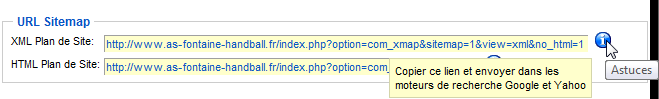 URL Sitemap
XML Plan de Site: http://www.as-fontaine-handball.fr/index.php?option=com_xmap&sitemap=1&view=xml&no_html=1
HTML Plan de Site: http://www.as-fontaine-handball.fr/index.php?option=com_
Copier ce lien et envoyer dans les
moteurs de recherche Google et Yahoo
Astuces